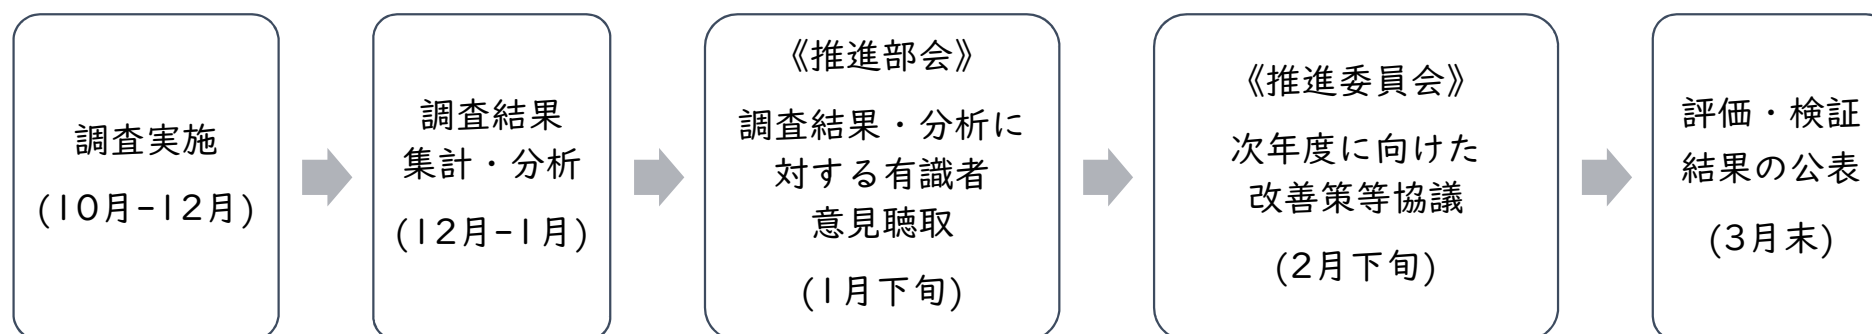 調査実施
(10月-12月)
調査結果
集計・分析
(12月-1月)
《推進部会》
調査結果・分析に
対する有識者
意見聴取
(1月下旬)
《推進委員会》
次年度に向けた
改善策等協議
(2月下旬)
評価・検証
結果の公表
(3月末)